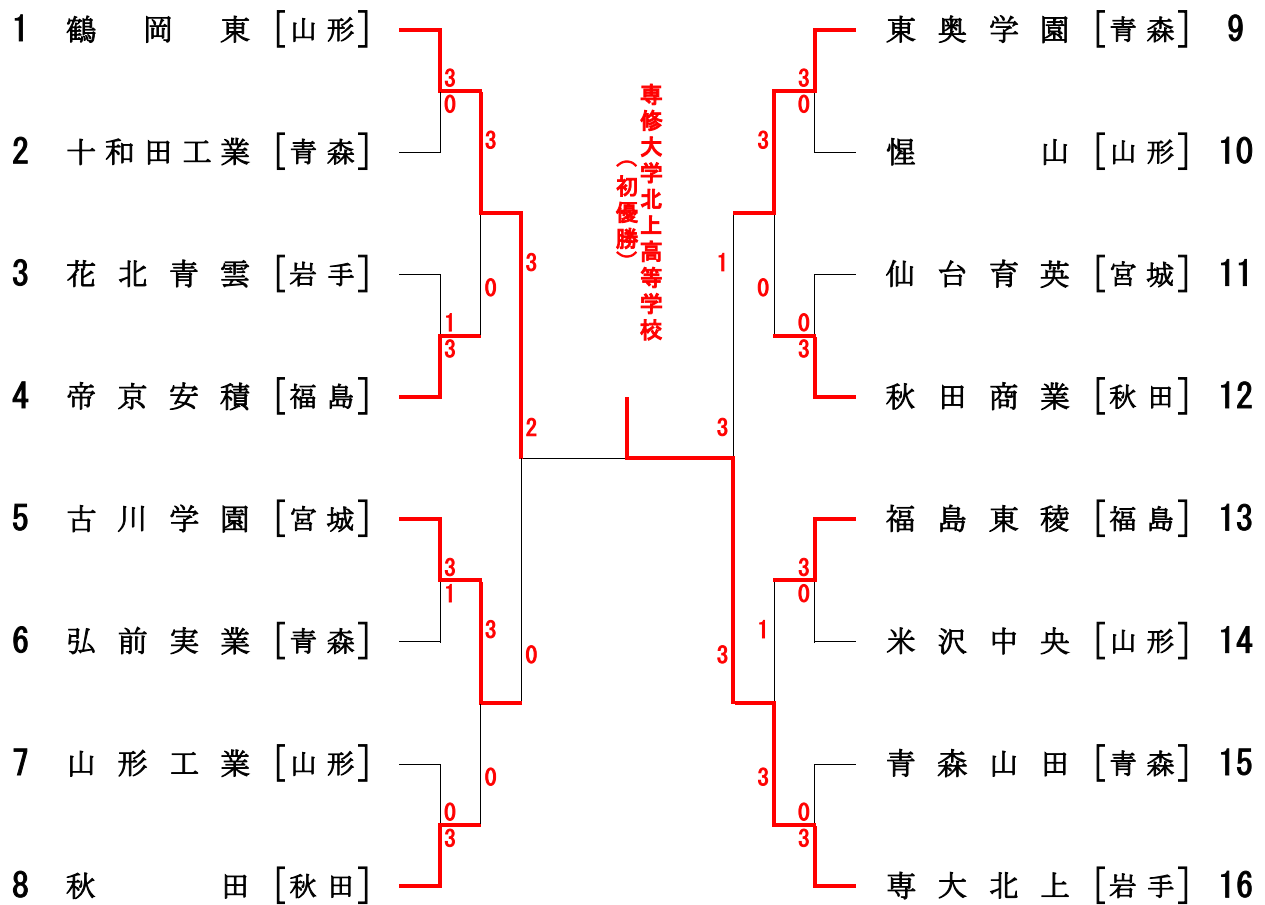 1 鶴岡東 [山形]
3
0
2 十和田工業 [青森]
3
3 花北青雲 [岩手]
0
1
3
4 帝京安積 [福島]
3
2
5 古川学園 [宮城]
3
1
6 弘前実業 [青森]
3
0
7 山形工業 [山形]
0
0
3
8 秋田 [秋田]
専修大学北上高等学校
(初優勝)
東奥学園 [青森] 9
3
0
惺山 [山形] 10
3
仙台育英 [宮城] 11
0
0
3
秋田商業 [秋田] 12
1
3
福島東稜 [福島] 13
3
0
米沢中央 [山形] 14
1
3
青森山田 [青森] 15
3
0
3
専大北上 [岩手] 16